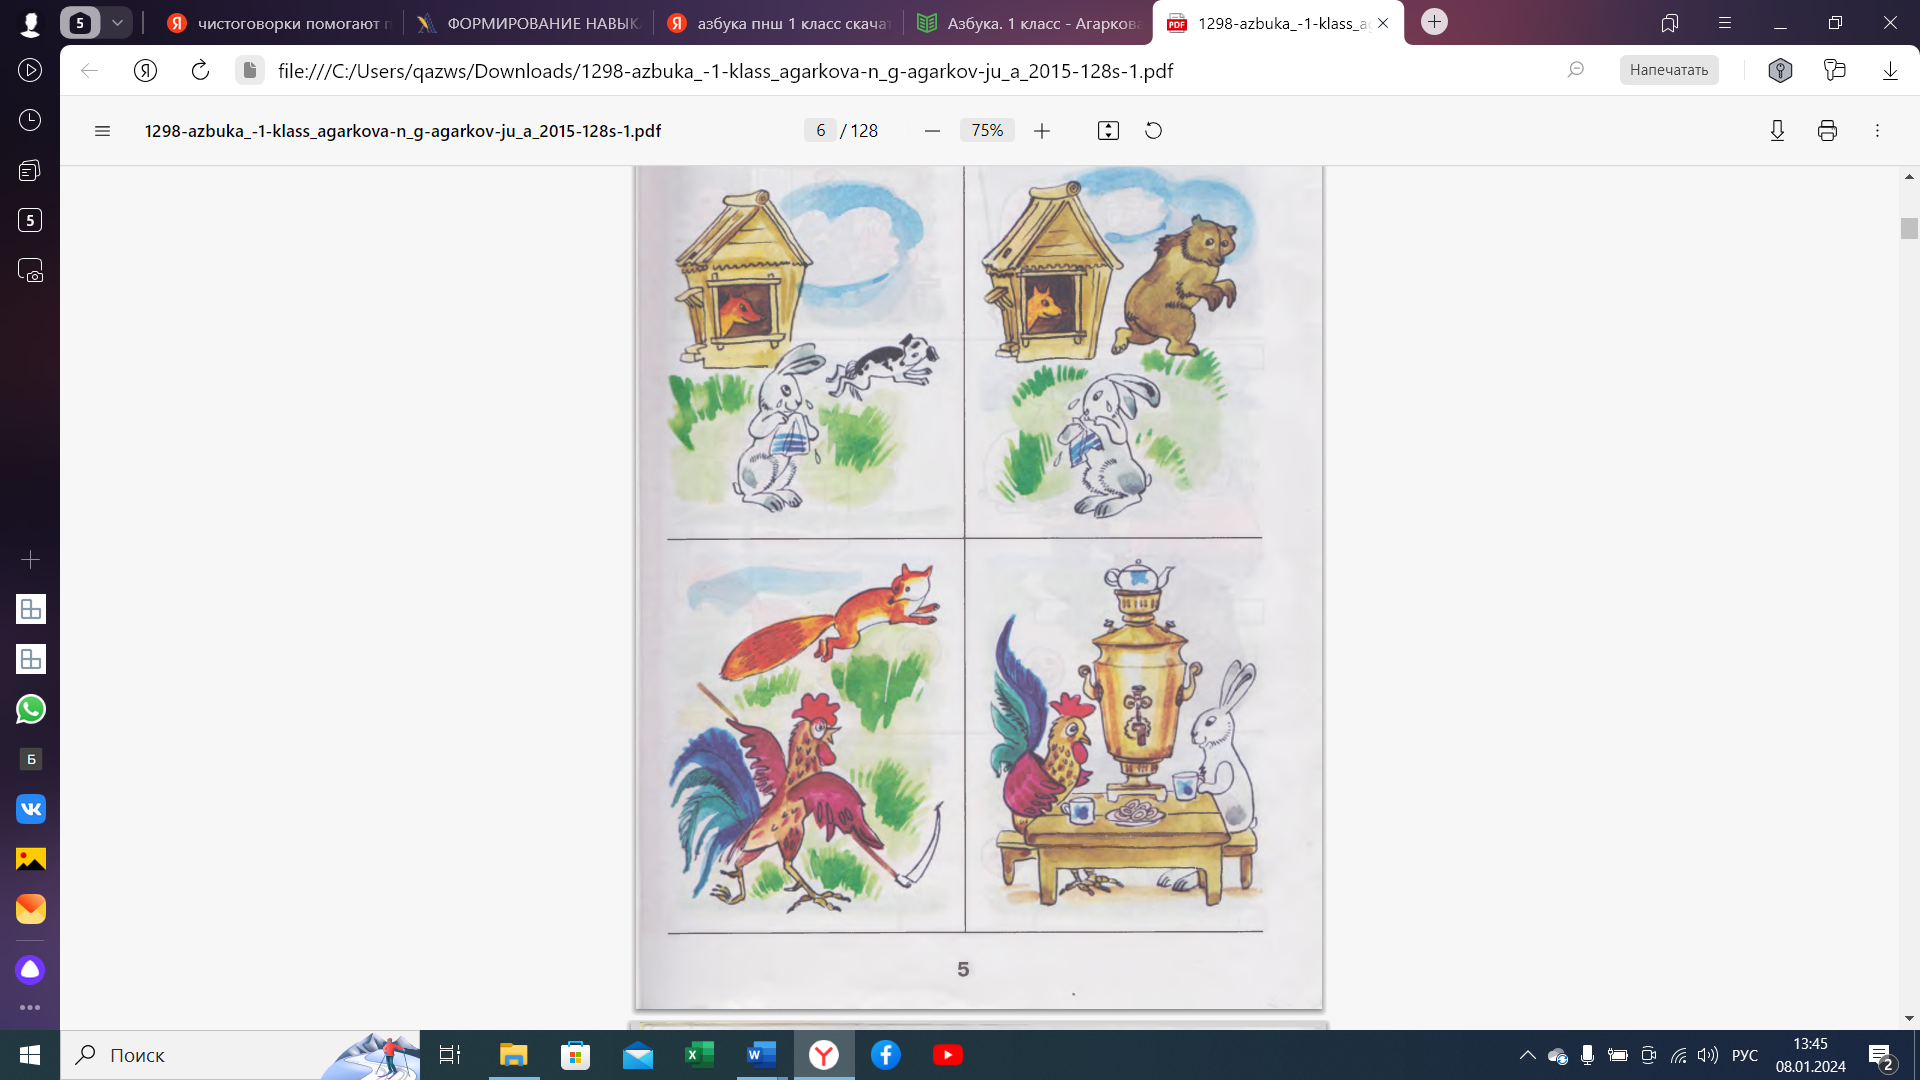 5
чистоговорки помогают п
ФОРМИРОВАНИЕ НАВЫК
азбука пнш 1 класс скачат
Азбука. 1 класс - Агаркова
1298-azbuka_-1-klass_ag
file:///C:/Users/qazws/Downloads/1298-azbuka_-1-klass_agarkova-n_g-agarkov-ju_a_2015-128s-1.pdf
Напечатать
1298-azbuka_-1-klass_agarkova-n_g-agarkov-ju_a_2015-128s-1.pdf
6 / 128
75%
5
Б
5
Поиск
РУС
13:45
08.01.2024
2